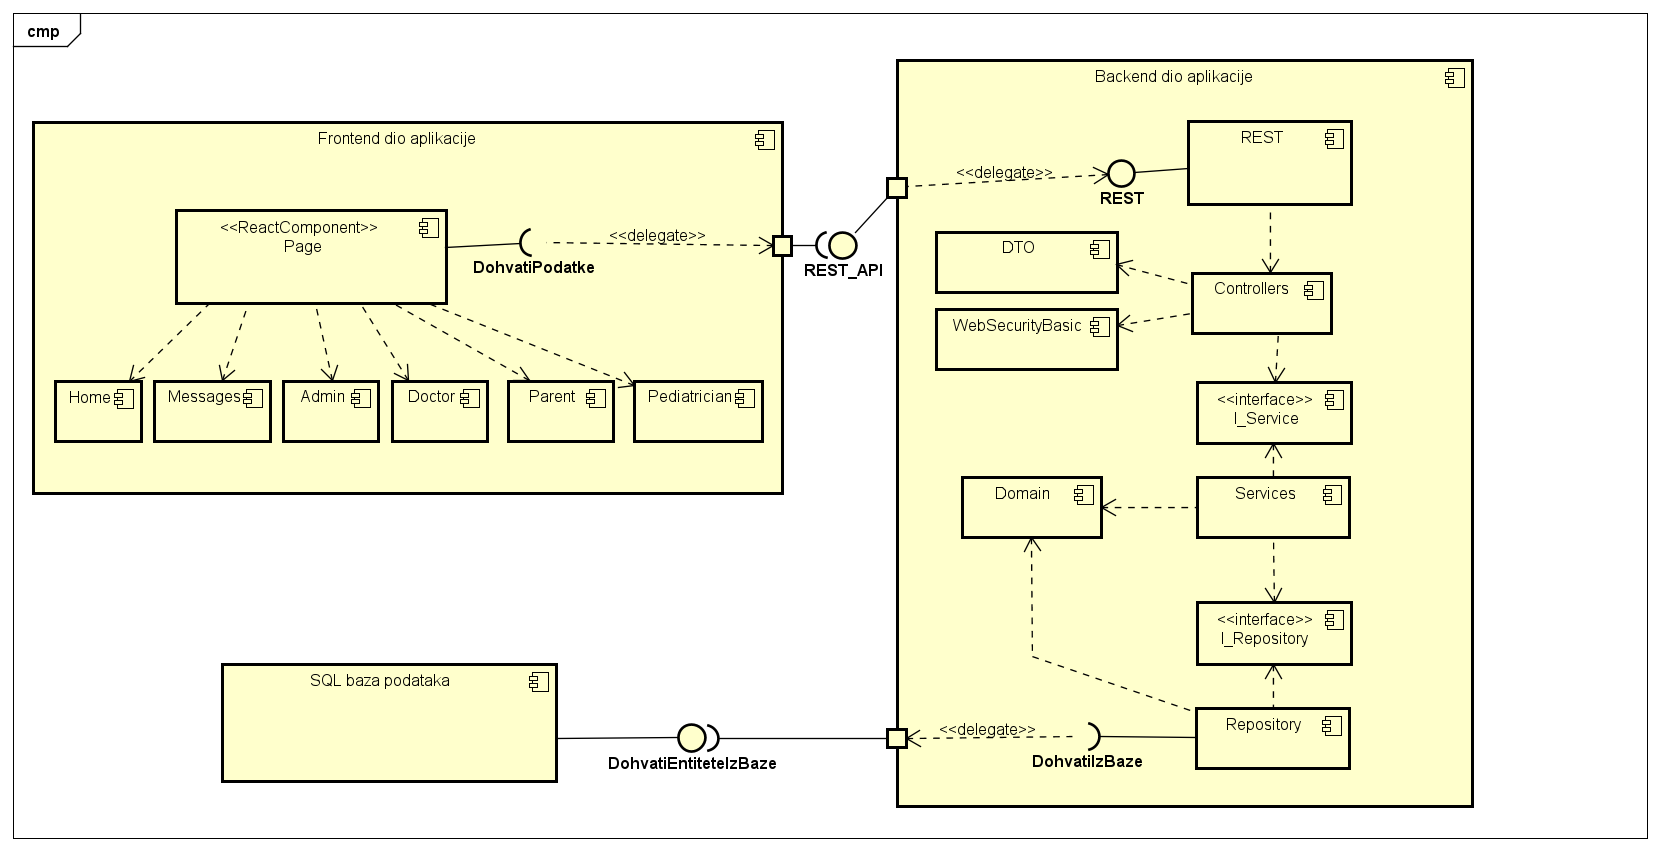 cmp
Backend dio aplikacije
Frontend dio aplikacije
REST
<<delegate>>
REST
<<ReactComponent>>
Page
<<delegate>>
DohvatiPodatke
REST_API
DTO
Controllers
WebSecurityBasic
Home
Messages
Admin
Doctor
Parent
Pediatrician
<<interface>>
I_Service
Domain
Services
<<interface>>
I_Repository
SQL baza podataka
DohvatiEntiteteIzBaze
<<delegate>>
DohvatiIzBaze
Repository